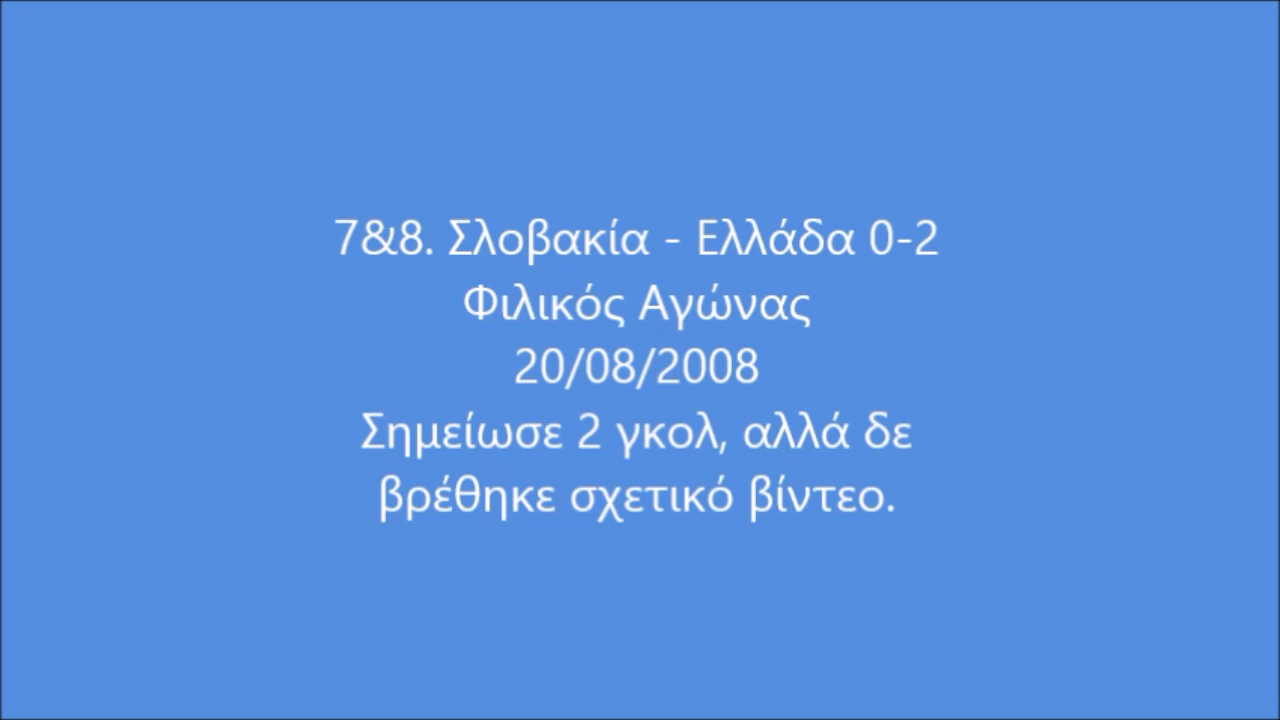 7&8. Σλοβακία - Ελλάδα 0-2
Φιλικός Αγώνας
20/08/2008
Σημείωσε 2 γκολ, αλλά δε
βρέθηκε σχετικό βίντεο.